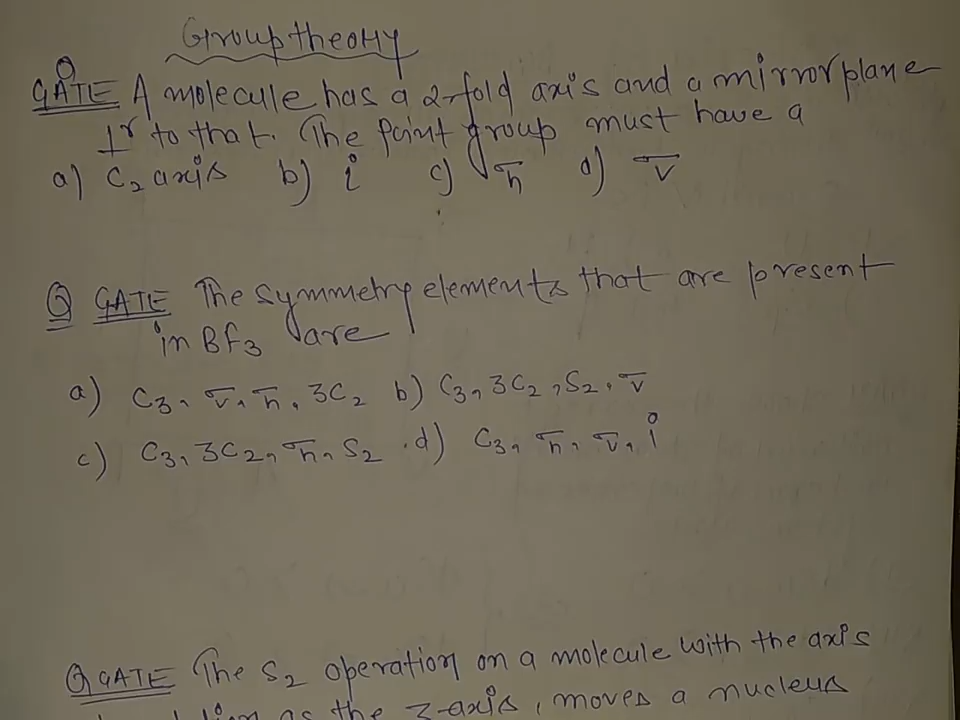 Group theory
Q
GATE A molecule has a 2-fold axis and a mirror plane
⊥r to that. The point group must have a
a) C₂ axis b) i c) σh d) σv
Q GATE The symmetry elements that are present
in BF₃ are
a) C₃, σv, σh, 3C₂ b) C₃, 3C₂, S₂, σv
c) C₃, 3C₂, σh, S₂ . d) C₃, σh, σv, i
Q GATE The S₂ operation on a molecule with the axis
as the z-axis, moves a nucleus